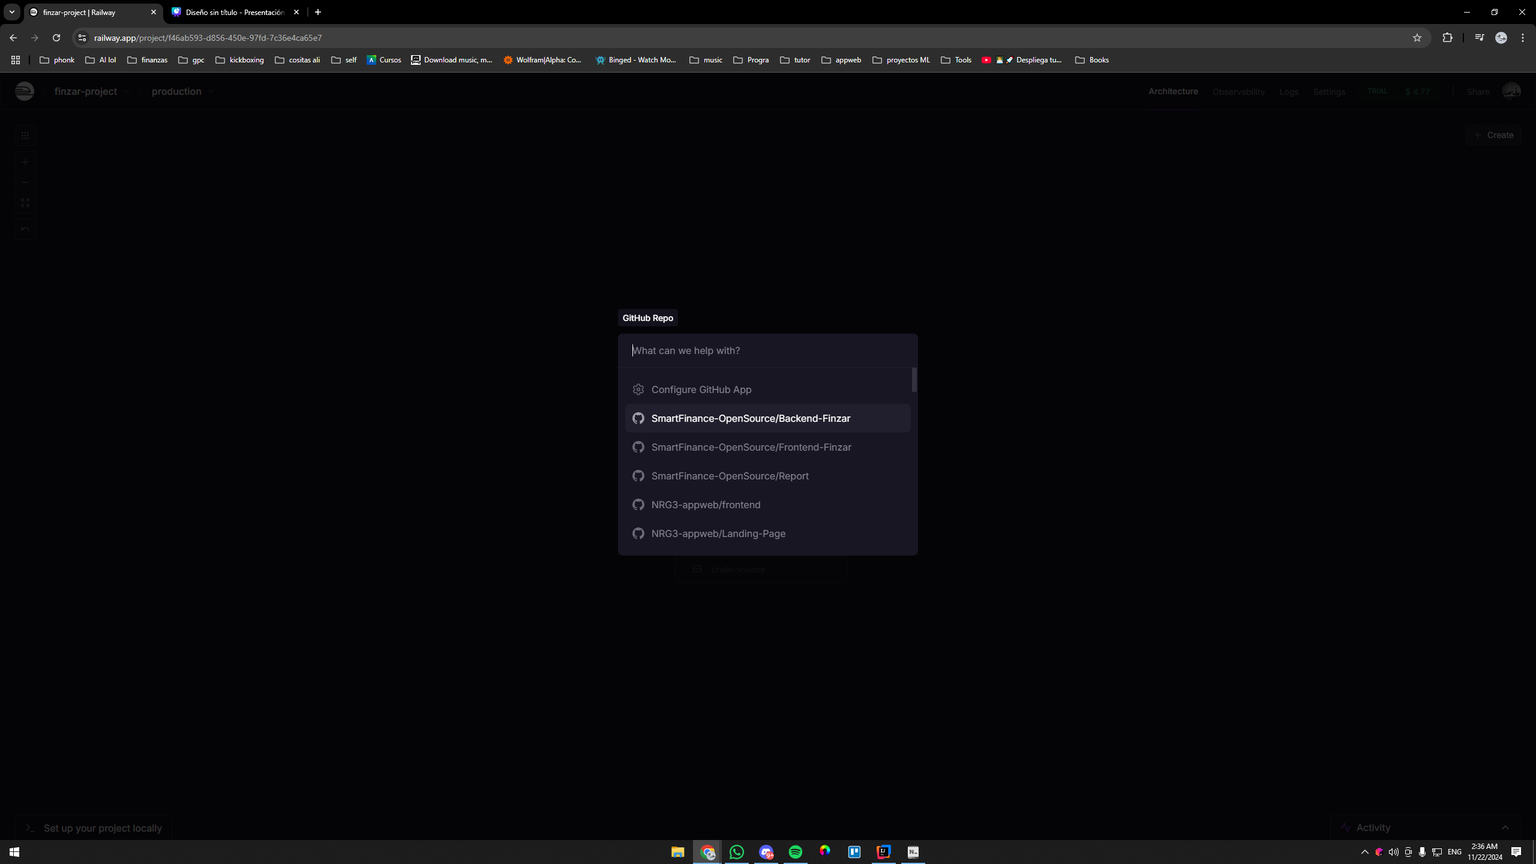 finzar-project | Railway
Diseño sin título - Presentación
railway.app/project/f46ab593-d856-450e-97fd-7c36e4ca65e7
phonk
AI lol
finanzas
gpc
kickboxing
cositas ali
self
Cursos
Download music, m...
Wolfram|Alpha: Co...
Binged - Watch Mo...
music
Progra
tutor
appweb
proyectos ML
Tools
Despliega tu...
Books
finzar-project
production
Architecture
Observability
Logs
Settings
TRIAL
$ 4.77
Share
+ Create
GitHub Repo
What can we help with?
Configure GitHub App
SmartFinance-OpenSource/Backend-Finzar
SmartFinance-OpenSource/Frontend-Finzar
SmartFinance-OpenSource/Report
NRG3-appweb/frontend
NRG3-appweb/Landing-Page
Set up your project locally
Activity
ENG
2:36 AM
11/22/2024